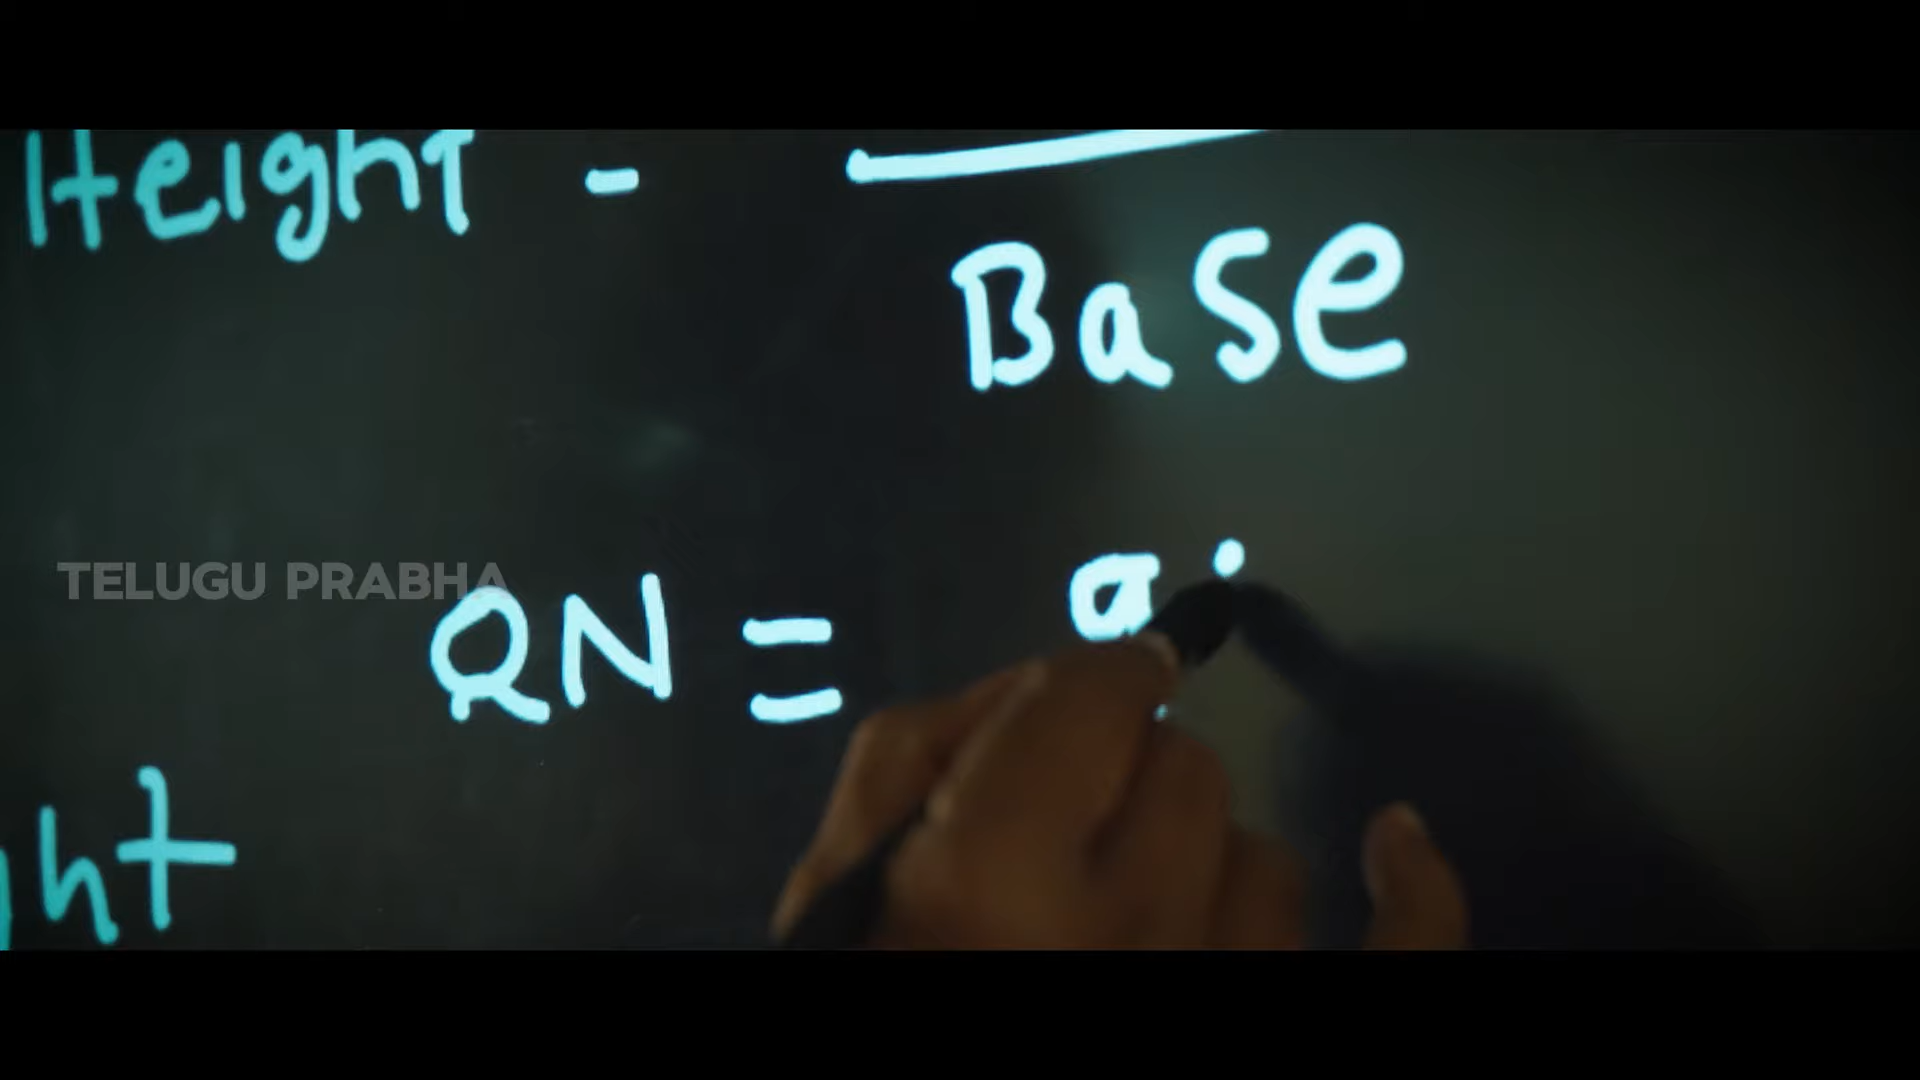 Height -
Base
TELUGU PRABHA
QN = a
ht